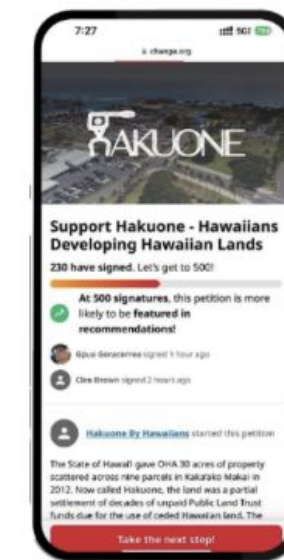 7:27
5G
change.org
HAKUONE
Support Hakuone - Hawaiians
Developing Hawaiian Lands
230 have signed. Let's get to 500!
At 500 signatures, this petition is more
likely to be featured in
recommendations!
signed 1 hour ago
Cleo Brown signed 2 hours ago
Hakuone By Hawaiians started this petition
The State of Hawai'i gave OHA 30 acres of property
scattered across nine parcels in Kaka'ako Makai in
2012. Now called Hakuone, the land was a partial
settlement of decades of unpaid Public Land Trust
funds due for the use of ceded Hawaiian land. The
Take the next step!